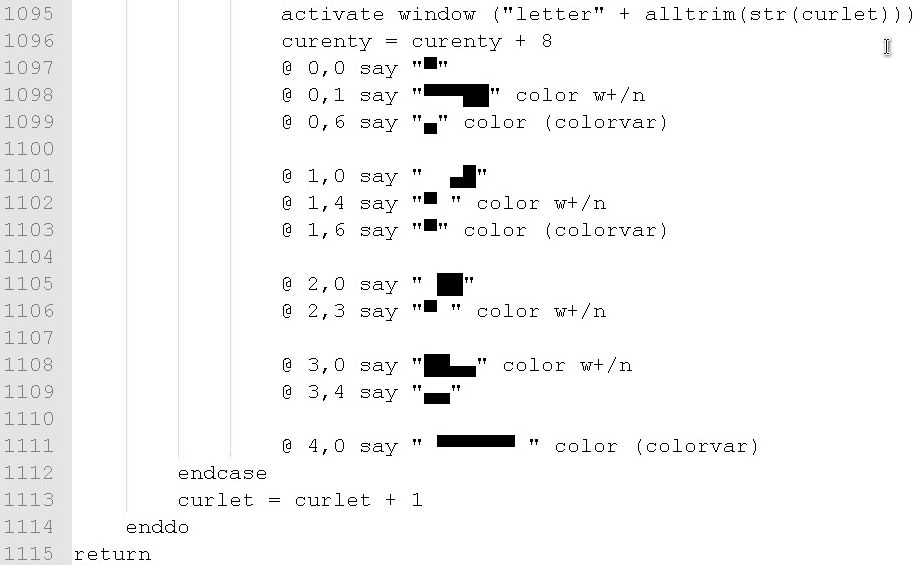 1095 activate window ("letter" + alltrim(str(curlet)))
1096 curenty = curenty + 8
1097 @ 0,0 say "▀"
1098 @ 0,1 say "▀▀▀██" color w+/n
1099 @ 0,6 say "▄" color (colorvar)
1100
1101 @ 1,0 say "  ▄█"
1102 @ 1,4 say "▀ " color w+/n
1103 @ 1,6 say "▀" color (colorvar)
1104
1105 @ 2,0 say " ██"
1106 @ 2,3 say "▀ " color w+/n
1107
1108 @ 3,0 say "██▄▄" color w+/n
1109 @ 3,4 say "▄▄"
1110
1111 @ 4,0 say " ▀▀▀▀▀▀ " color (colorvar)
1112 endcase
1113 curlet = curlet + 1
1114 enddo
1115 return